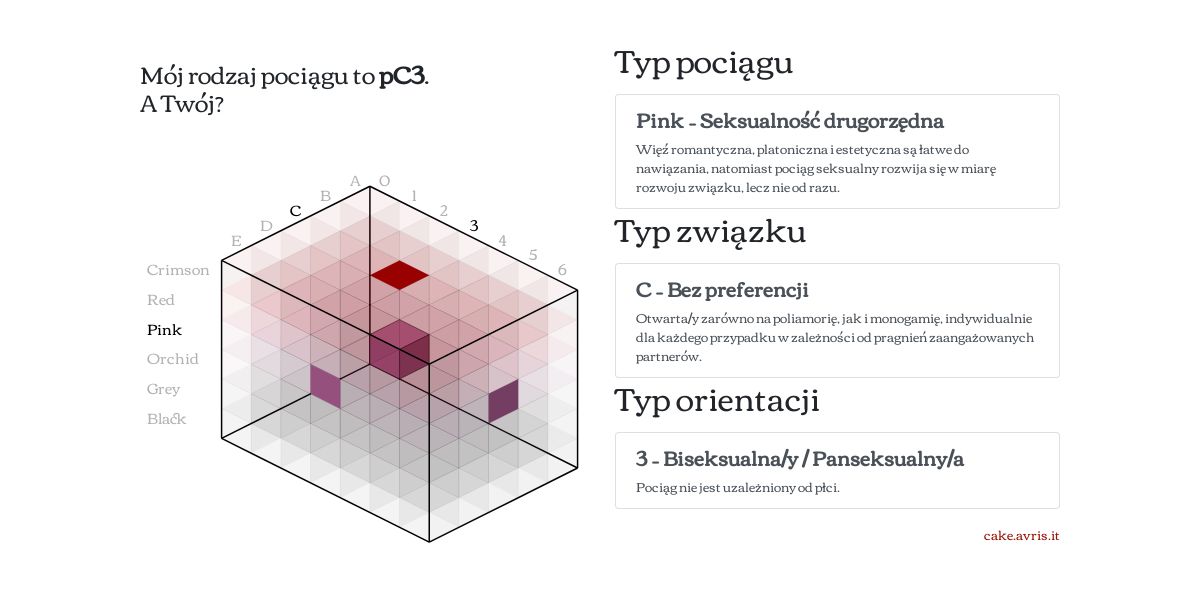 Mój rodzaj pociągu to pC3.
A Twój?
A
O
B
1
C
2
D
3
E
4
5
6
Crimson
Red
Pink
Orchid
Grey
Black
Typ pociągu
Pink - Seksualność drugorzędna
Więź romantyczna, platoniczna i estetyczna są łatwe do
nawiązania, natomiast pociąg seksualny rozwija się w miarę
rozwoju związku, lecz nie od razu.
Typ związku
C - Bez preferencji
Otwarta/y zarówno na poliamorię, jak i monogamię, indywidualnie
dla każdego przypadku w zależności od pragnień zaangażowanych
partnerów.
Typ orientacji
3 - Biseksualna/y / Panseksualny/a
Pociąg nie jest uzależniony od płci.
cake.avris.it